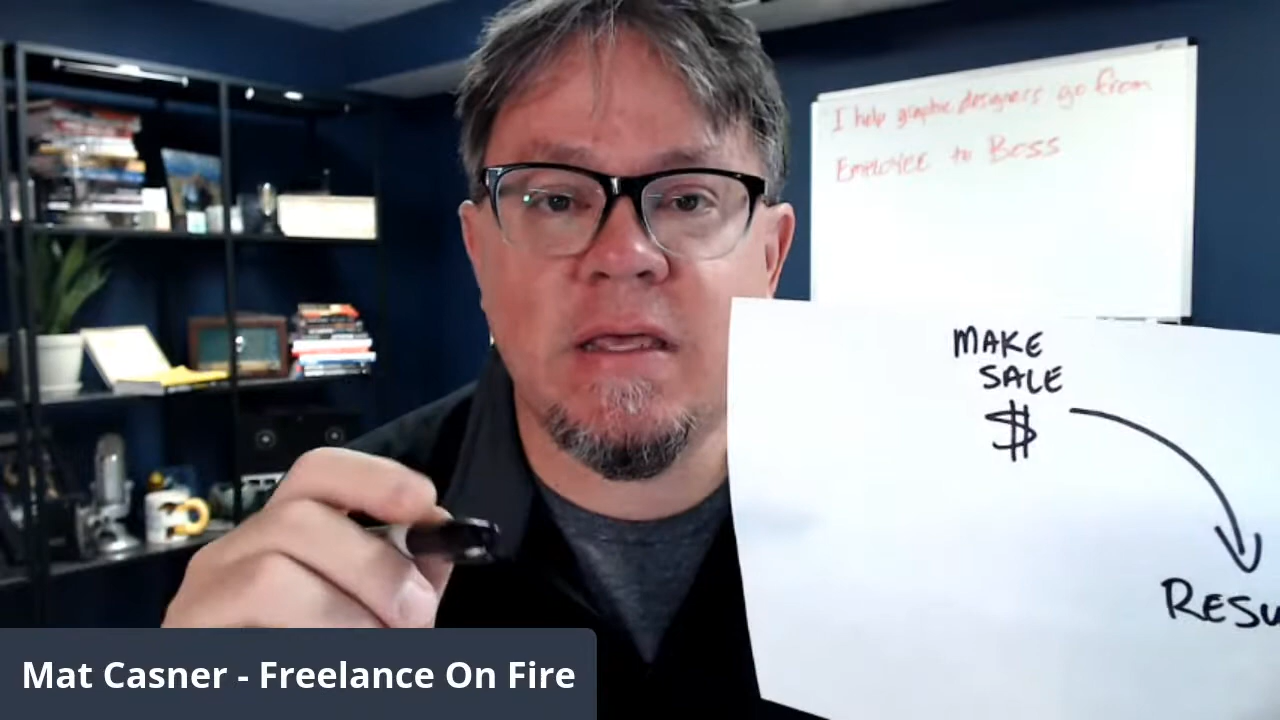 I help graphic designers go from
Employee to Boss
MAKE
SALE
$
RESU
Mat Casner - Freelance On Fire